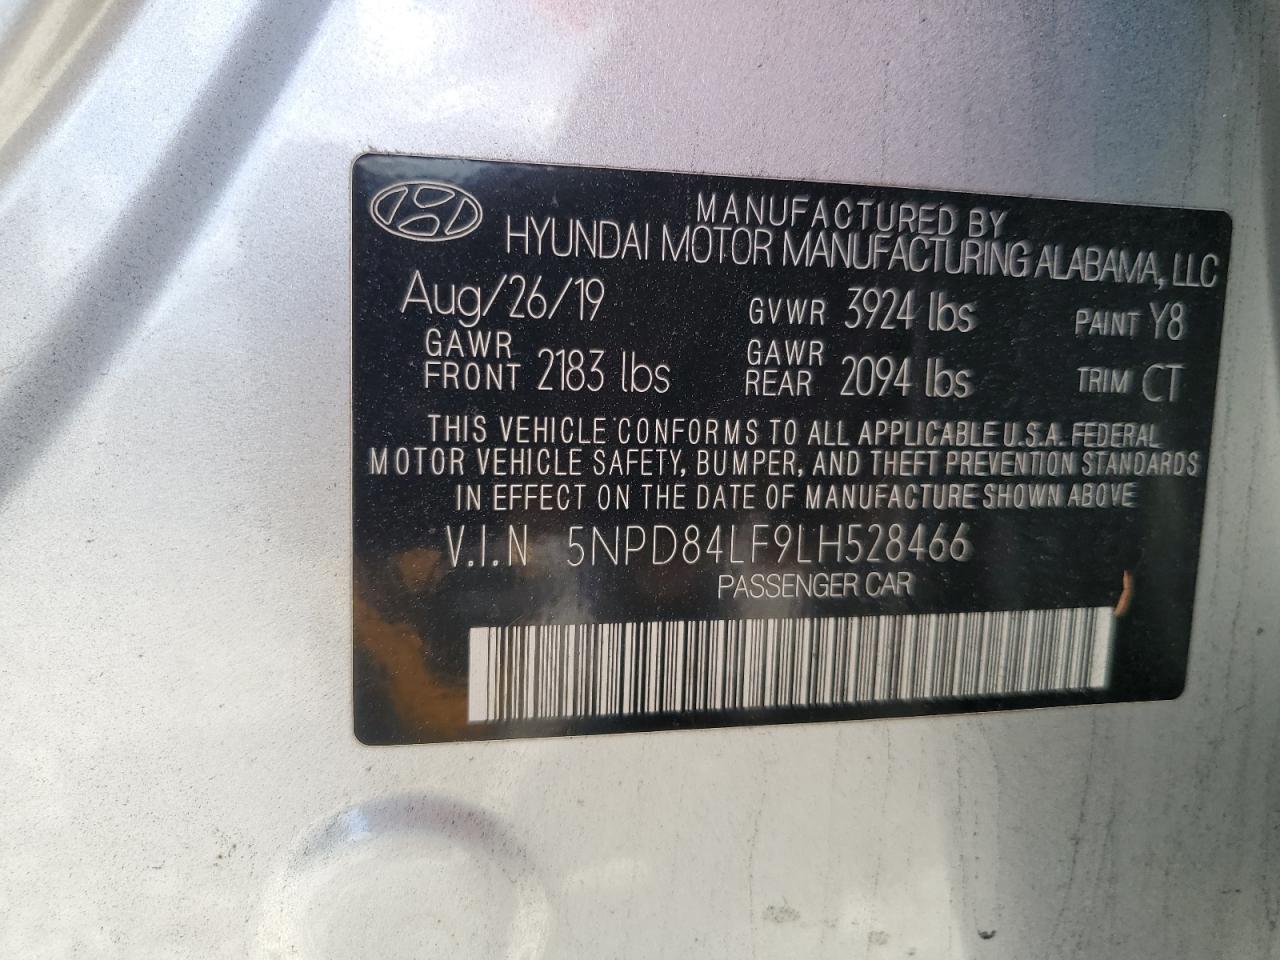 MANUFACTURED BY
HYUNDAI MOTOR MANUFACTURING ALABAMA, LLC
Aug/26/19 GVWR 3924 lbs PAINT Y8
GAWR FRONT 2183 lbs GAWR REAR 2094 lbs TRIM CT
THIS VEHICLE CONFORMS TO ALL APPLICABLE U.S.A. FEDERAL
MOTOR VEHICLE SAFETY, BUMPER, AND THEFT PREVENTION STANDARDS
IN EFFECT ON THE DATE OF MANUFACTURE SHOWN ABOVE
V.I.N 5NPD84LF9LH528466
PASSENGER CAR